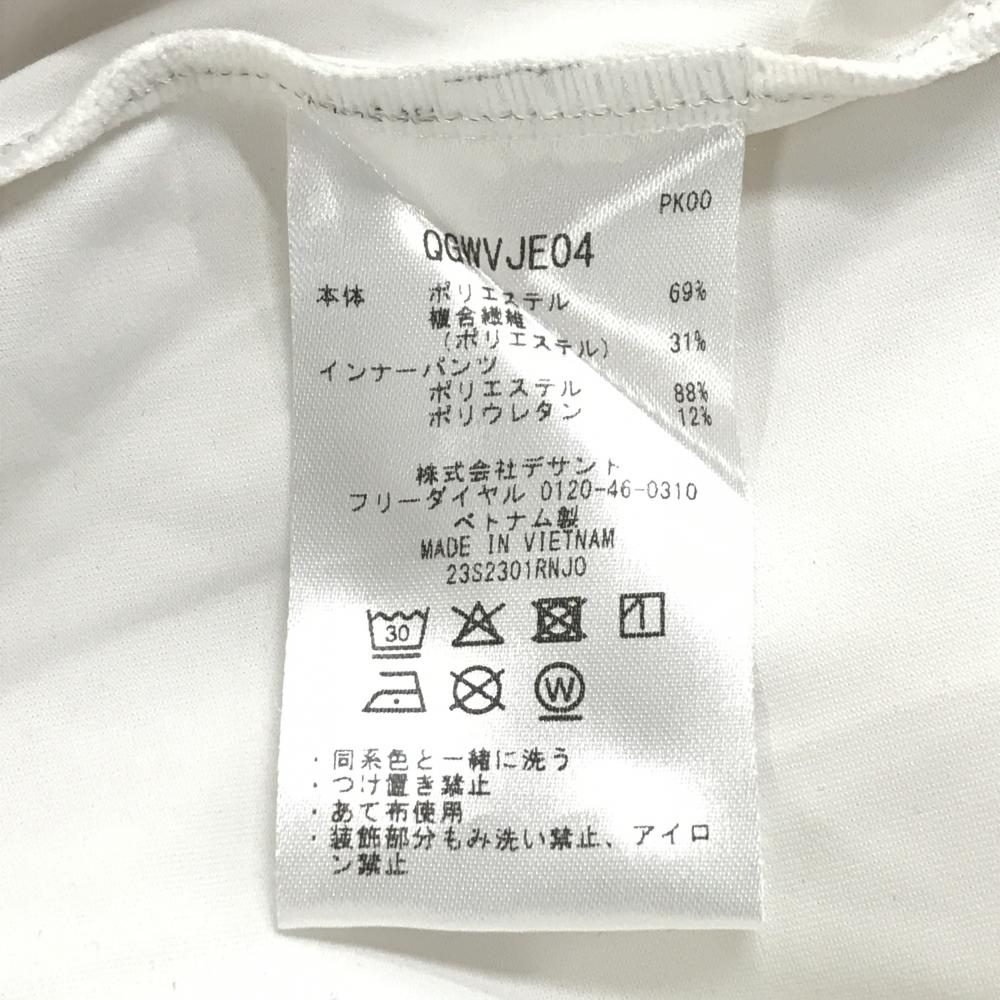 PK00
QGWVJE04
本体 ポリエステル 69%
複合繊維
(ポリエステル) 31%
インナーパンツ
ポリエステル 88%
ポリウレタン 12%
株式会社デサント
フリーダイヤル 0120-46-0310
ベトナム製
MADE IN VIETNAM
23S2301RNJO
30
W
・同系色と一緒に洗う
・つけ置き禁止
・あて布使用
・装飾部分もみ洗い禁止、アイロ
ン禁止